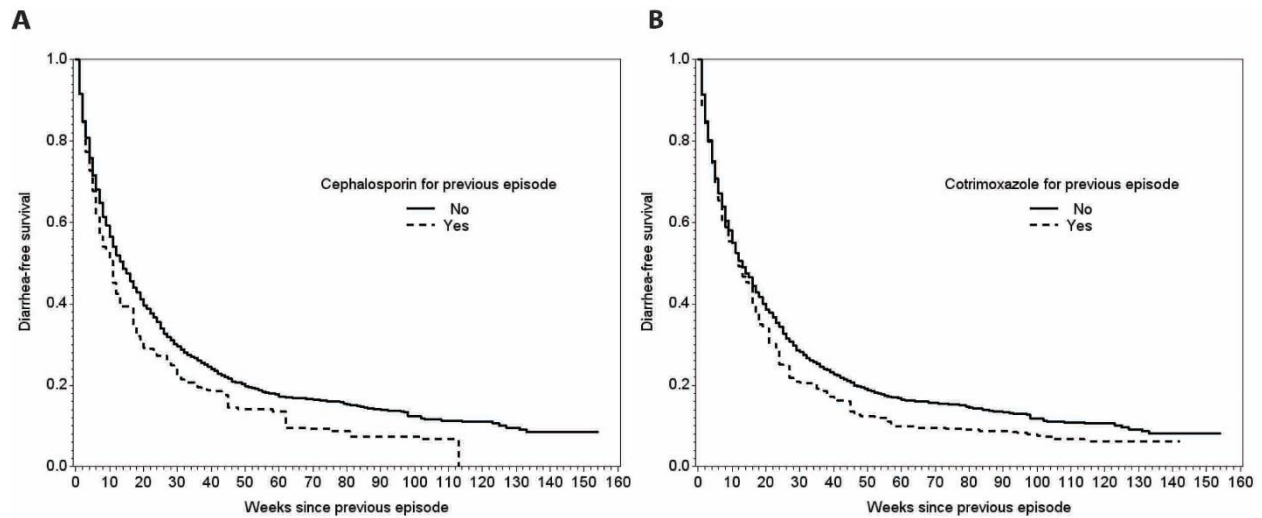 A
1.0
0.8
0.6
0.4
0.2
0.0
Diarrhea-free survival
Cephalosporin for previous episode
No
Yes
0 10 20 30 40 50 60 70 80 90 100 110 120 130 140 150 160
Weeks since previous episode
B
1.0
0.8
0.6
0.4
0.2
0.0
Diarrhea-free survival
Cotrimoxazole for previous episode
No
Yes
0 10 20 30 40 50 60 70 80 90 100 110 120 130 140 150 160
Weeks since previous episode